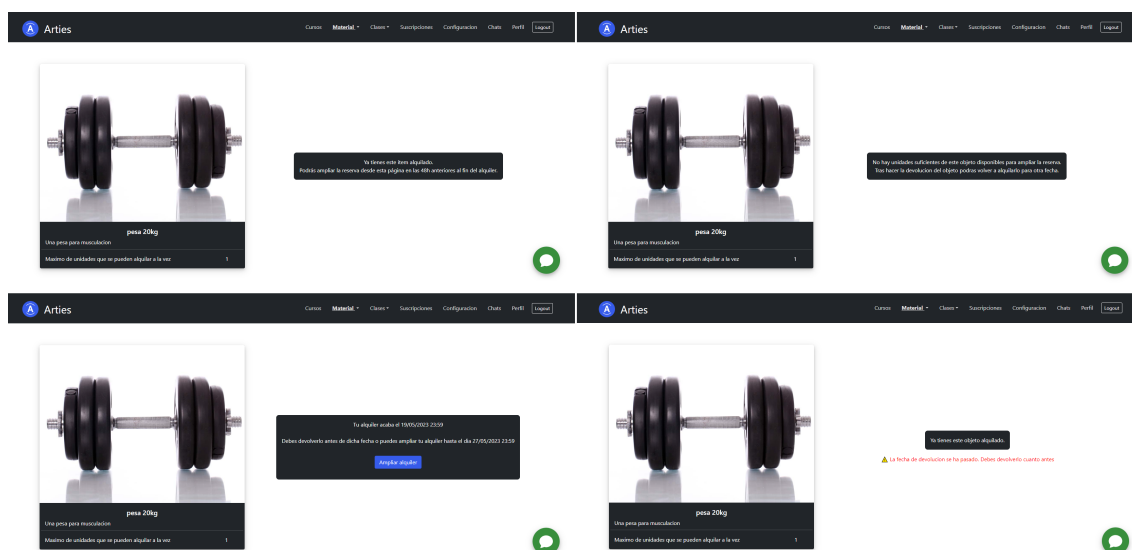 A Arties Cursos Material Clases Suscripciones Configuracion Chats Perfil Logout
Ya tienes este item alquilado.
Podrás ampliar la reserva desde esta página en las 48h anteriores al fin del alquiler.
pesa 20kg
Una pesa para musculacion
Maximo de unidades que se pueden alquilar a la vez 1
A Arties Cursos Material Clases Suscripciones Configuracion Chats Perfil Logout
No hay unidades suficientes de este objeto disponibles para ampliar la reserva.
Tras hacer la devolucion del objeto podras volver a alquilarlo para otra fecha.
pesa 20kg
Una pesa para musculacion
Maximo de unidades que se pueden alquilar a la vez 1
A Arties Cursos Material Clases Suscripciones Configuracion Chats Perfil Logout
Tu alquiler acaba el 19/05/2023 23:59
Debes devolverlo antes de dicha fecha o puedes ampliar tu alquiler hasta el dia 27/05/2023 23:59
Ampliar alquiler
pesa 20kg
Una pesa para musculacion
Maximo de unidades que se pueden alquilar a la vez 1
A Arties Cursos Material Clases Suscripciones Configuracion Chats Perfil Logout
Ya tienes este objeto alquilado.
La fecha de devolucion se ha pasado. Debes devolverlo cuanto antes.
pesa 20kg
Una pesa para musculacion
Maximo de unidades que se pueden alquilar a la vez 1